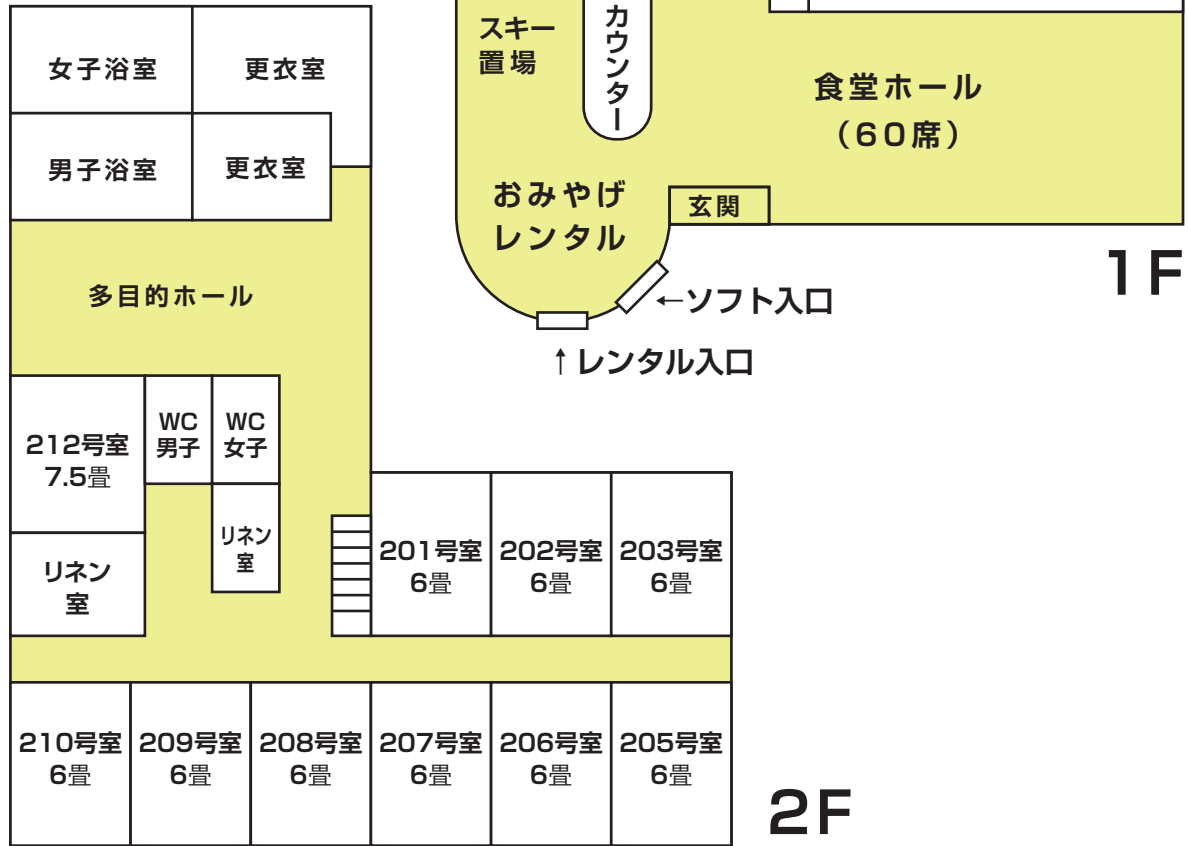 スキー
置場
カウンター
食堂ホール
（60席）
おみやげ
レンタル
玄関
1F
←ソフト入口
↑レンタル入口
女子浴室
更衣室
男子浴室
更衣室
多目的ホール
212号室
7.5畳
WC
男子
WC
女子
リネン
室
リネン
室
201号室
6畳
202号室
6畳
203号室
6畳
210号室
6畳
209号室
6畳
208号室
6畳
207号室
6畳
206号室
6畳
205号室
6畳
2F